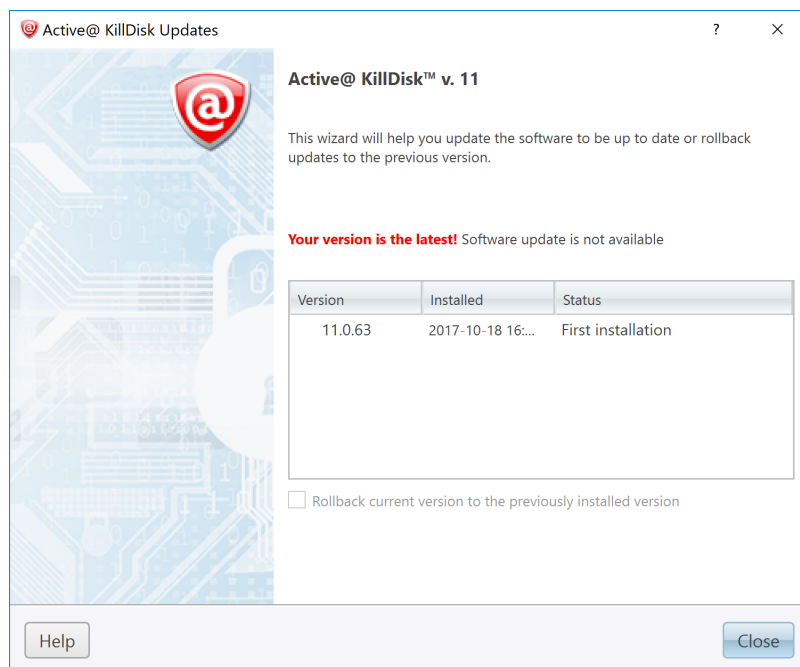 Active@ KillDisk Updates
?
Active@ KillDisk™ v. 11
This wizard will help you update the software to be up to date or rollback
updates to the previous version.
Your version is the latest! Software update is not available
Version Installed Status
11.0.63 2017-10-18 16:... First installation
Rollback current version to the previously installed version
Help Close